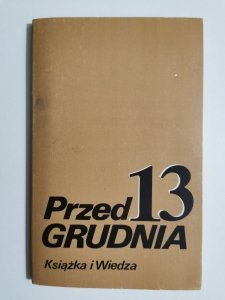 Przed 13
GRUDNIA
Książka i Wiedza